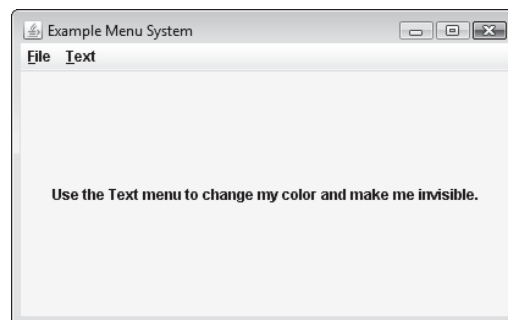 Example Menu System
File Text
Use the Text menu to change my color and make me invisible.